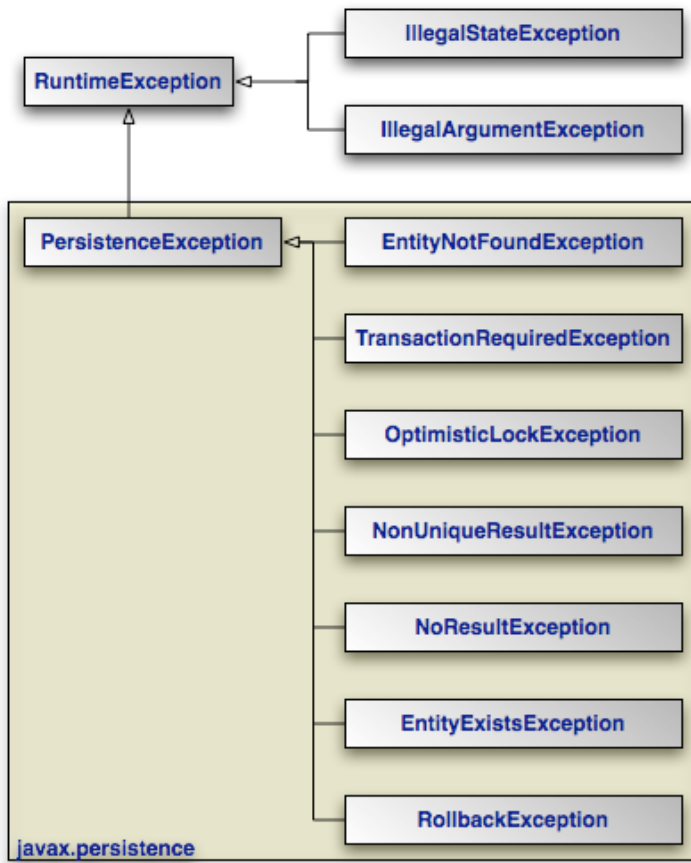 IllegalStateException
RuntimeException
IllegalArgumentException
PersistenceException
EntityNotFoundException
TransactionRequiredException
OptimisticLockException
NonUniqueResultException
NoResultException
EntityExistsException
RollbackException
javax.persistence